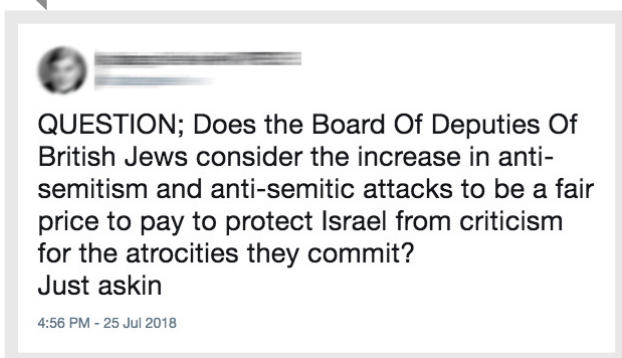 QUESTION; Does the Board Of Deputies Of
British Jews consider the increase in anti-
semitism and anti-semitic attacks to be a fair
price to pay to protect Israel from criticism
for the atrocities they commit?
Just askin
4:56 PM - 25 Jul 2018